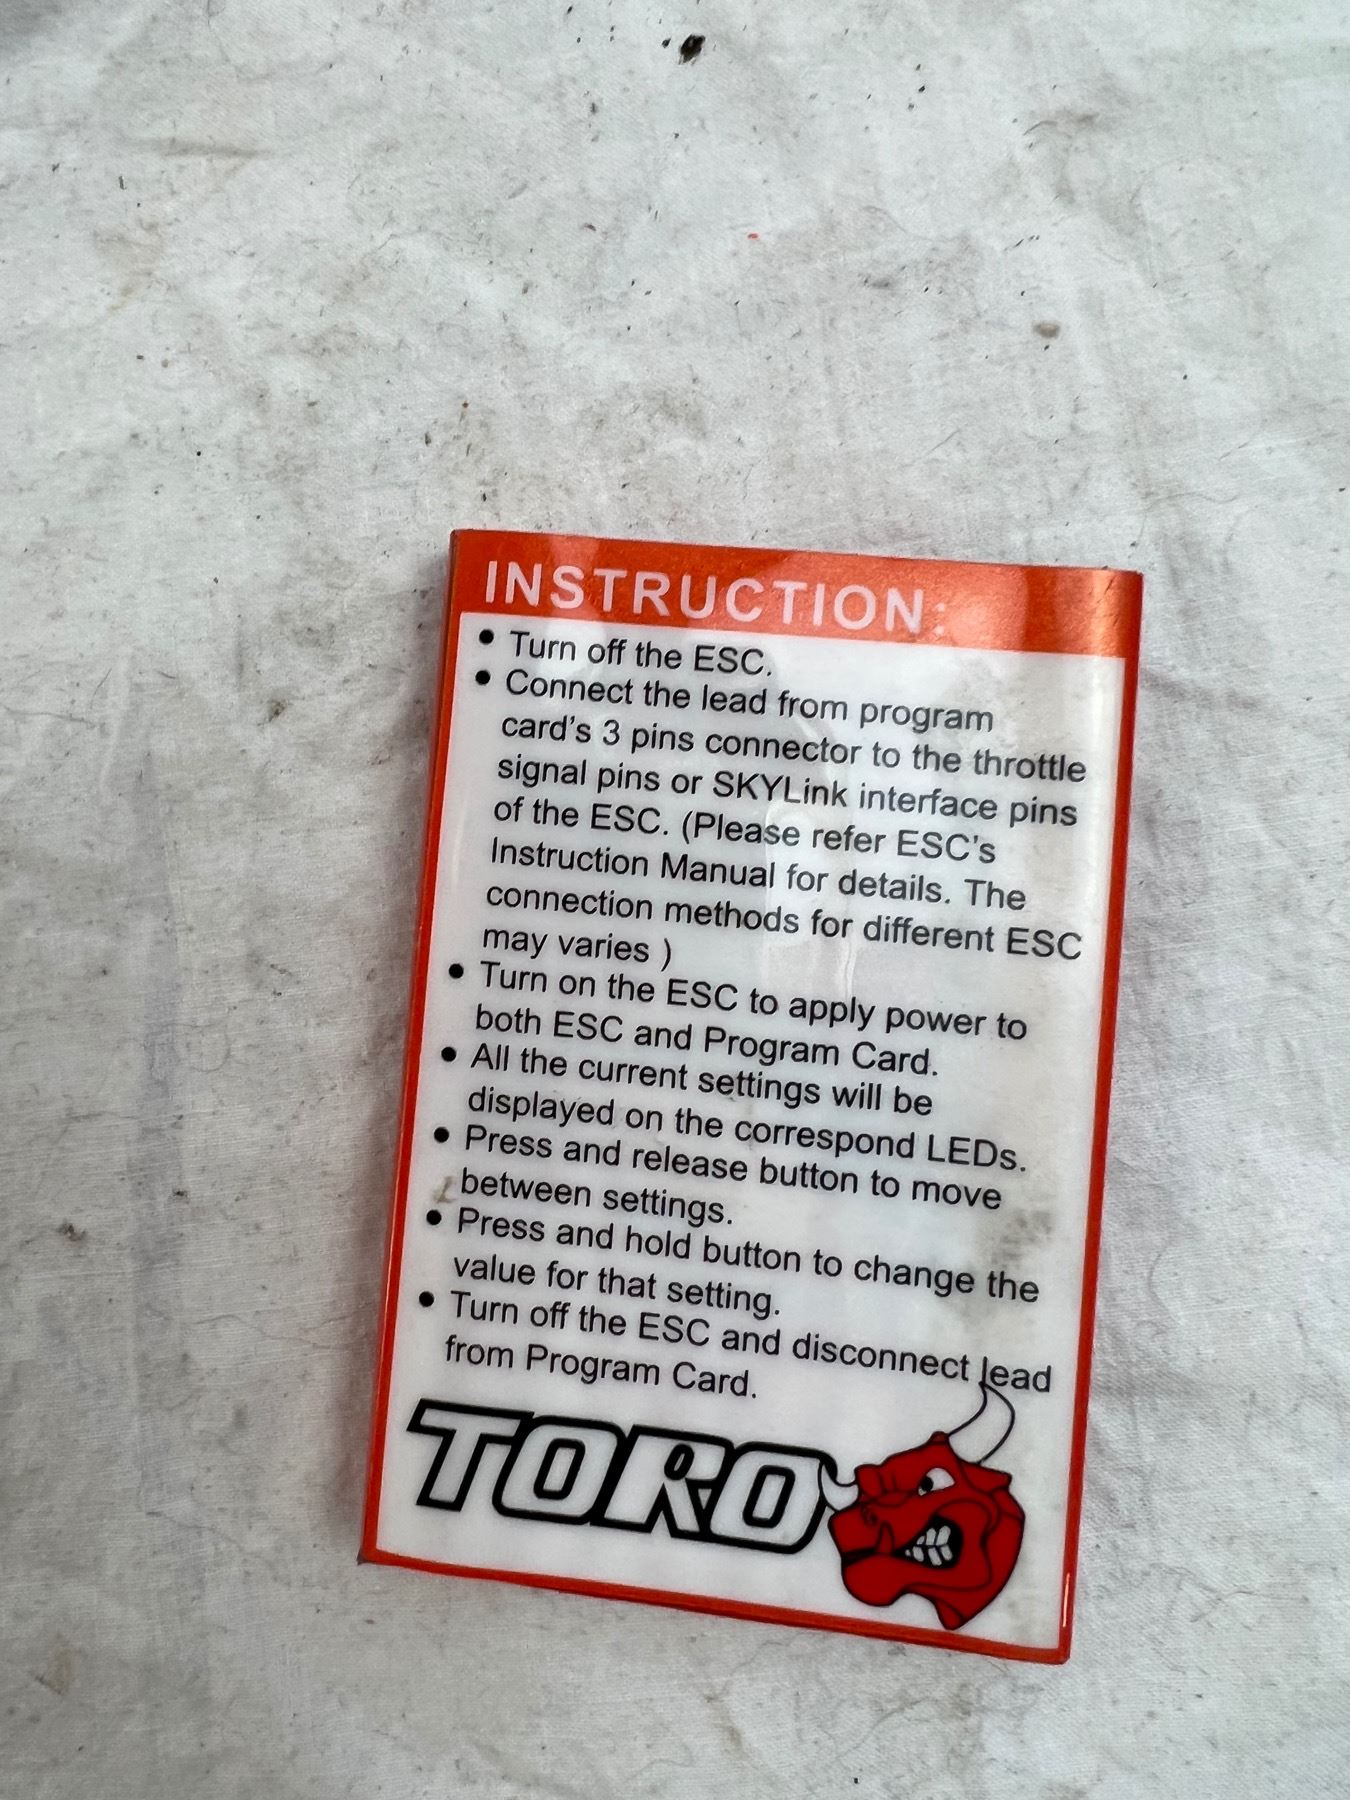 INSTRUCTION:
• Turn off the ESC.
• Connect the lead from program
card's 3 pins connector to the throttle
signal pins or SKYLink interface pins
of the ESC. (Please refer ESC's
Instruction Manual for details. The
connection methods for different ESC
may varies )
• Turn on the ESC to apply power to
both ESC and Program Card.
• All the current settings will be
displayed on the correspond LEDs.
• Press and release button to move
between settings.
• Press and hold button to change the
value for that setting.
• Turn off the ESC and disconnect lead
from Program Card.
TORO